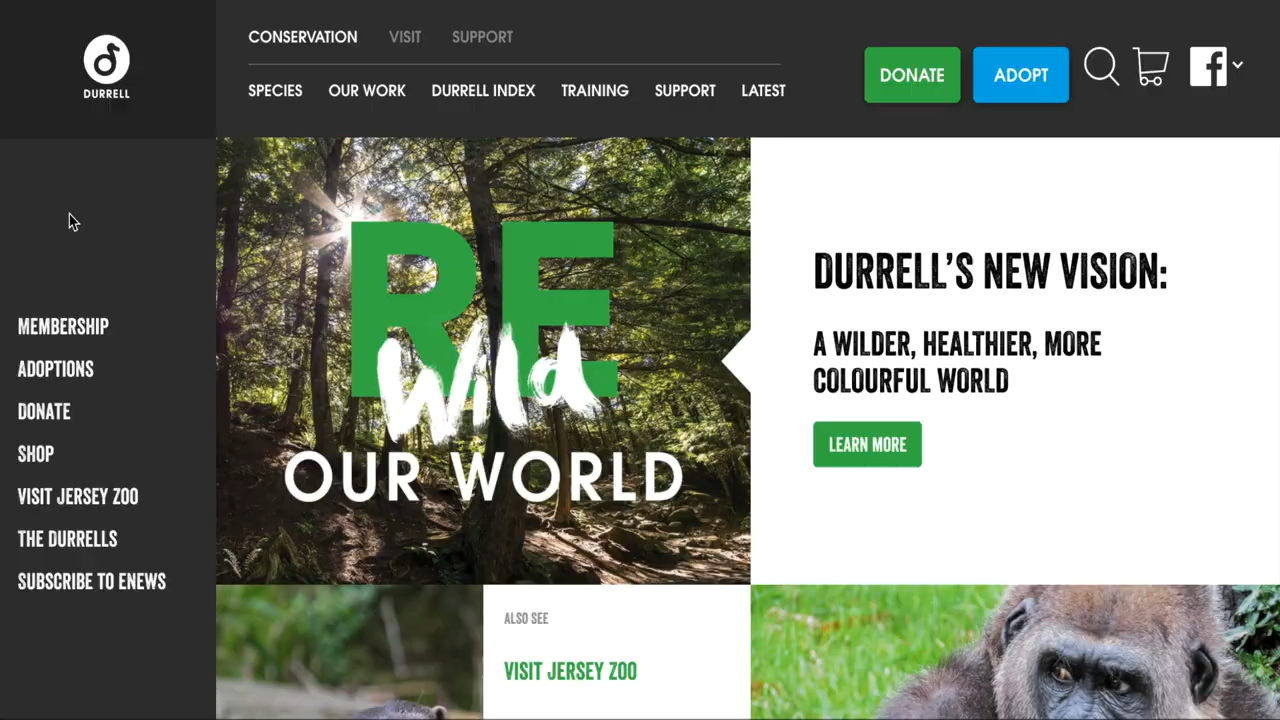 DURRELL
CONSERVATION VISIT SUPPORT
SPECIES OUR WORK DURRELL INDEX TRAINING SUPPORT LATEST
DONATE ADOPT
MEMBERSHIP
ADOPTIONS
DONATE
SHOP
VISIT JERSEY ZOO
THE DURRELLS
SUBSCRIBE TO ENEWS
RE
Wild
OUR WORLD
DURRELL'S NEW VISION:
A WILDER, HEALTHIER, MORE
COLOURFUL WORLD
LEARN MORE
ALSO SEE
VISIT JERSEY ZOO